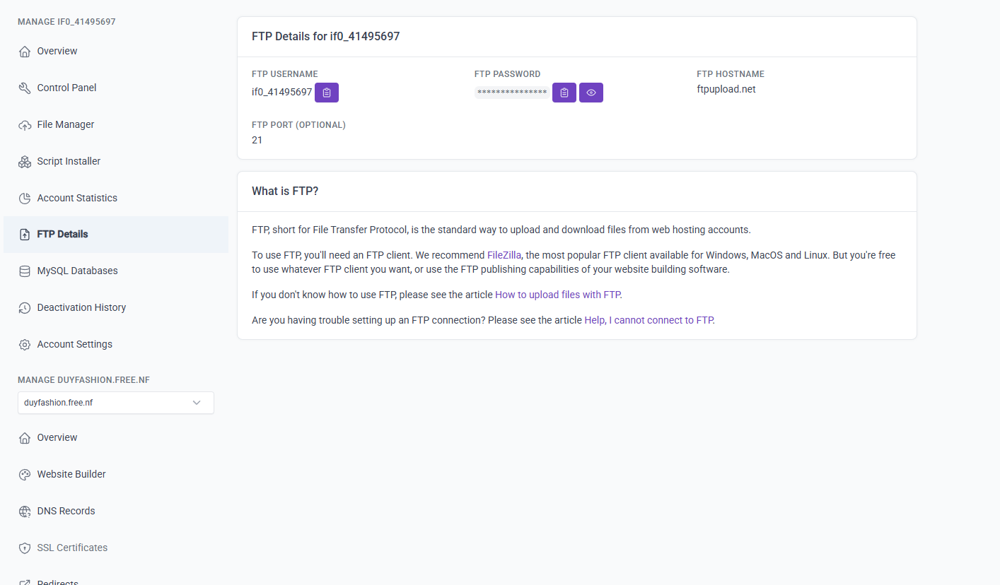 MANAGE IF0_41495697
Overview
Control Panel
File Manager
Script Installer
Account Statistics
FTP Details
MySQL Databases
Deactivation History
Account Settings
MANAGE DUYFASHION.FREE.NF
duyfashion.free.nf
Overview
Website Builder
DNS Records
SSL Certificates
Redirects
FTP Details for if0_41495697
FTP USERNAME
if0_41495697
FTP PASSWORD
***************
FTP HOSTNAME
ftpupload.net
FTP PORT (OPTIONAL)
21
What is FTP?
FTP, short for File Transfer Protocol, is the standard way to upload and download files from web hosting accounts.
To use FTP, you'll need an FTP client. We recommend FileZilla, the most popular FTP client available for Windows, MacOS and Linux. But you're free
to use whatever FTP client you want, or use the FTP publishing capabilities of your website building software.
If you don't know how to use FTP, please see the article How to upload files with FTP.
Are you having trouble setting up an FTP connection? Please see the article Help, I cannot connect to FTP.